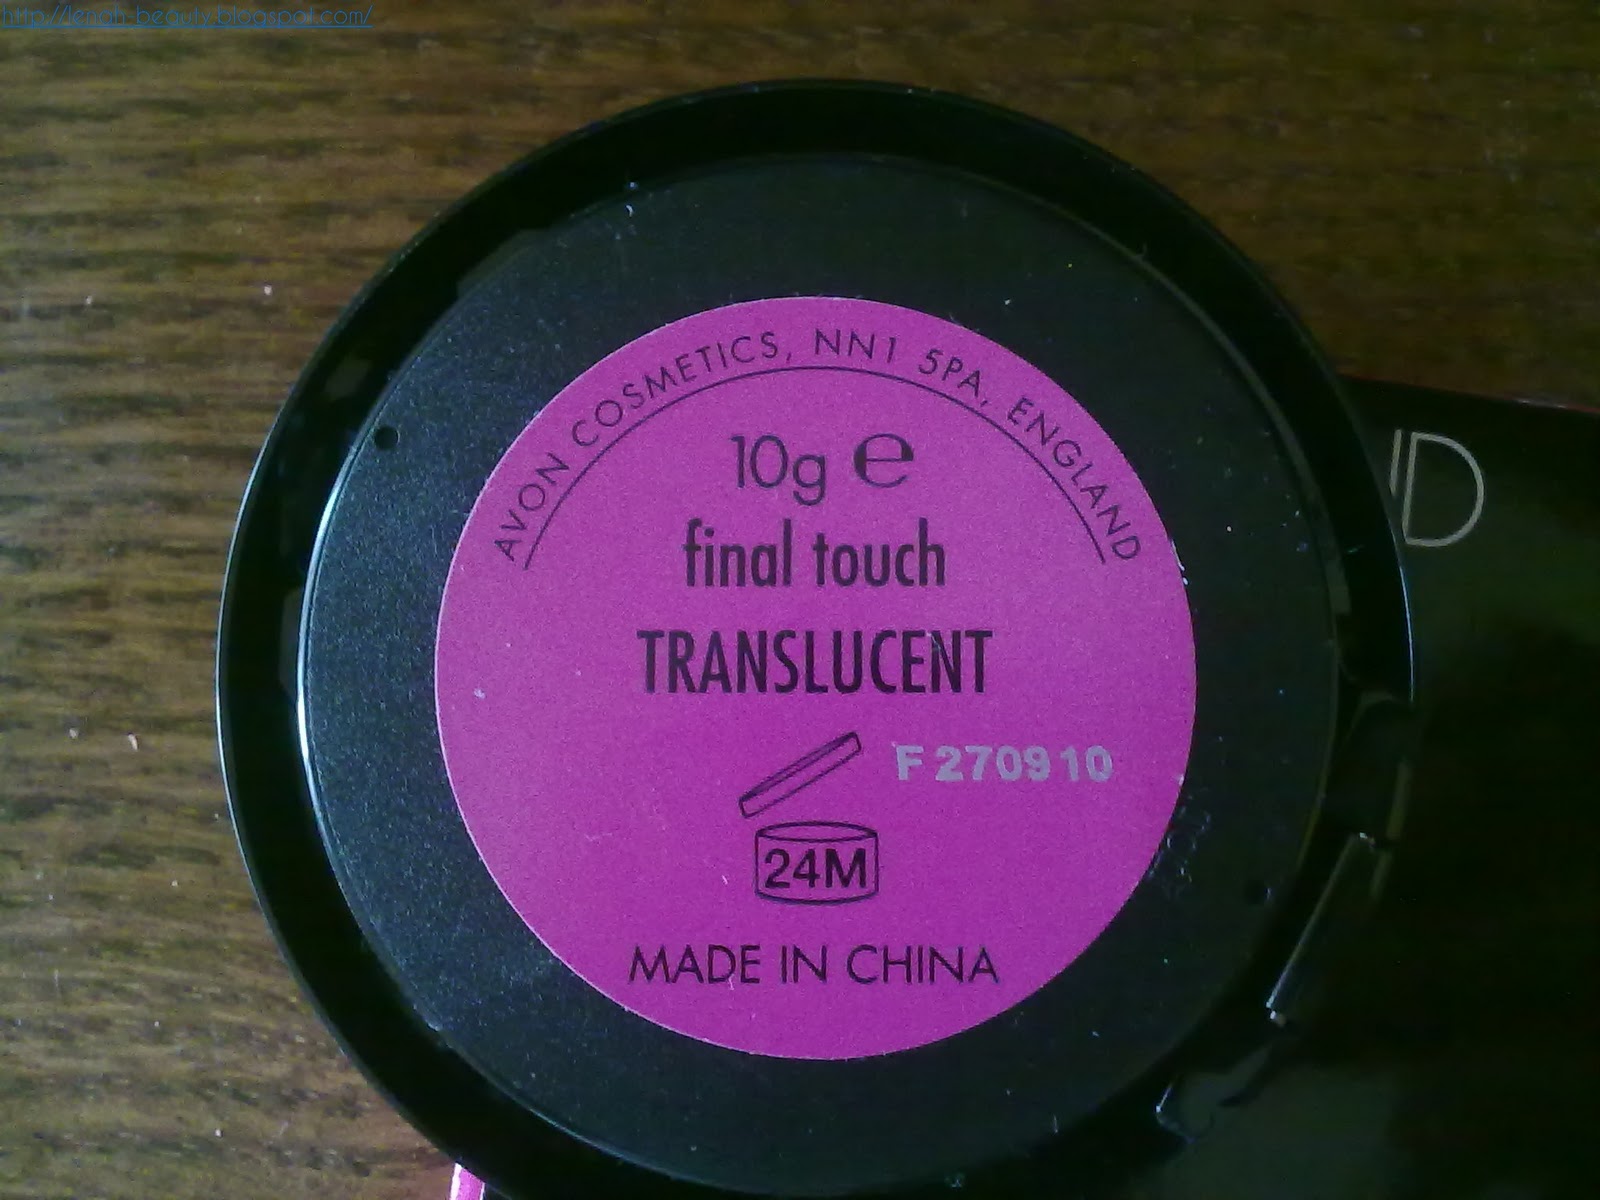 http://lenah-beauty.blogspot.com/
AVON COSMETICS, NN1 5PA, ENGLAND
10g e
final touch
TRANSLUCENT
F 270910
24M
MADE IN CHINA